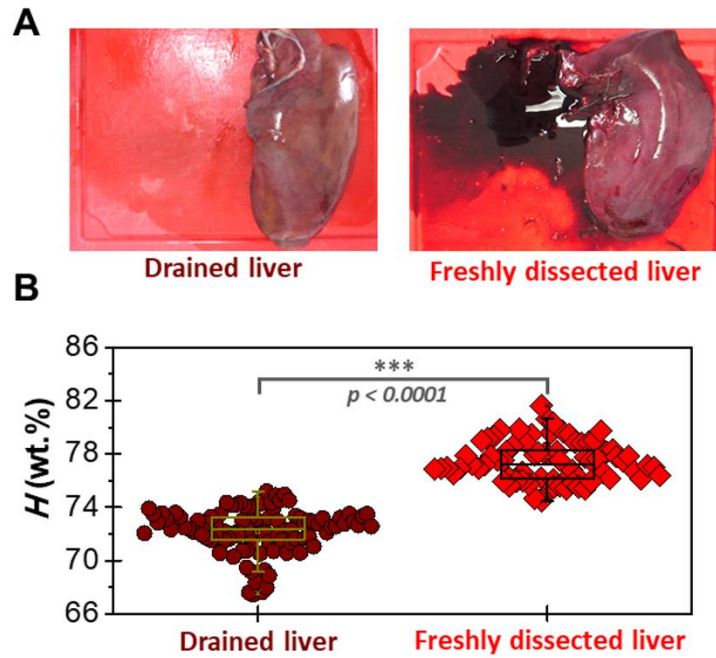 A
Drained liver
Freshly dissected liver
B
H (wt.%)
86
82
78
74
70
66
***
p < 0.0001
Drained liver
Freshly dissected liver